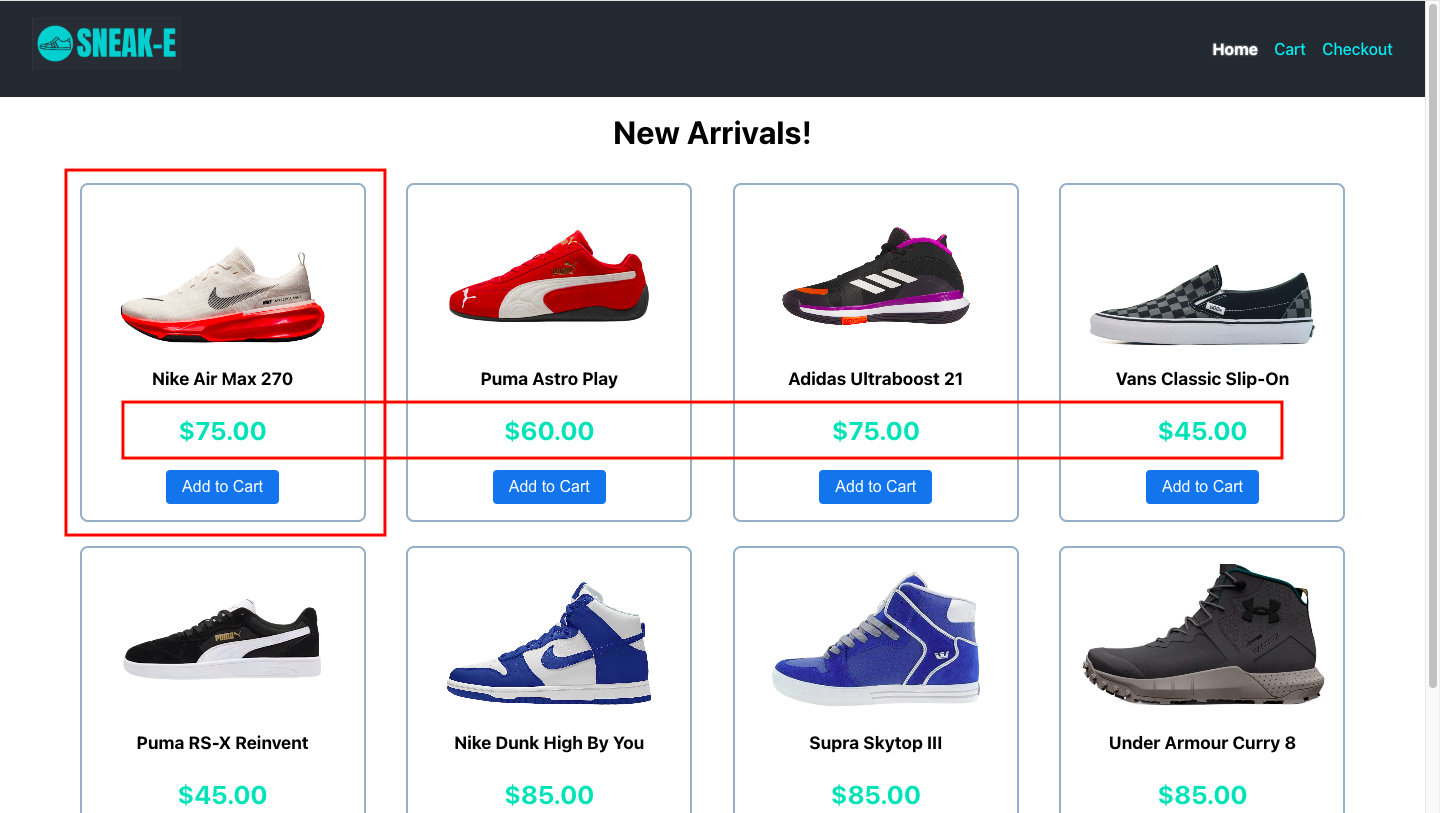 SNEAK-E
Home Cart Checkout
New Arrivals!
Nike Air Max 270 Puma Astro Play Adidas Ultraboost 21 Vans Classic Slip-On
$75.00 $60.00 $75.00 $45.00
Add to Cart Add to Cart Add to Cart Add to Cart
Puma RS-X Reinvent Nike Dunk High By You Supra Skytop III Under Armour Curry 8
$45.00 $85.00 $85.00 $85.00